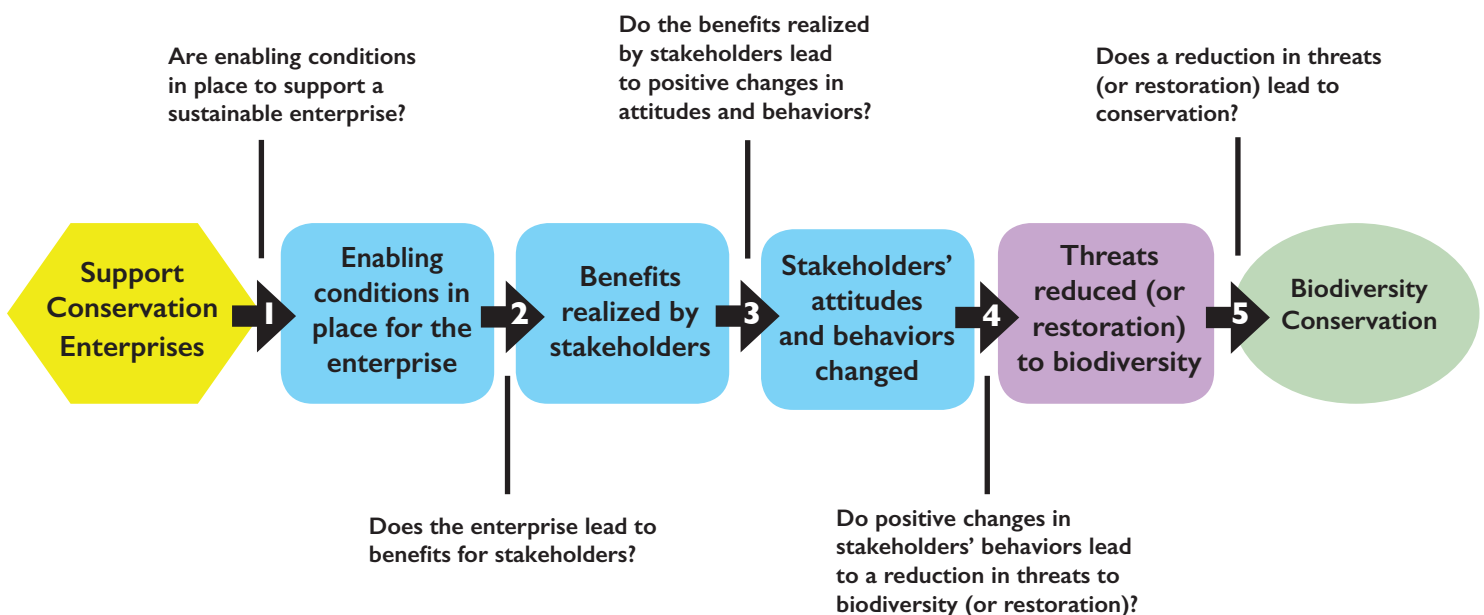 Do the benefits realized
by stakeholders lead
to positive changes in
attitudes and behaviors?
Are enabling conditions
in place to support a
sustainable enterprise?
Does a reduction in threats
(or restoration) lead to
conservation?
Support
Conservation
Enterprises
1
Enabling
conditions in
place for the
enterprise
2
Benefits
realized by
stakeholders
3
Stakeholders’
attitudes
and behaviors
changed
4
Threats
reduced (or
restoration)
to biodiversity
5
Biodiversity
Conservation
Does the enterprise lead to
benefits for stakeholders?
Do positive changes in
stakeholders’ behaviors lead
to a reduction in threats to
biodiversity (or restoration)?